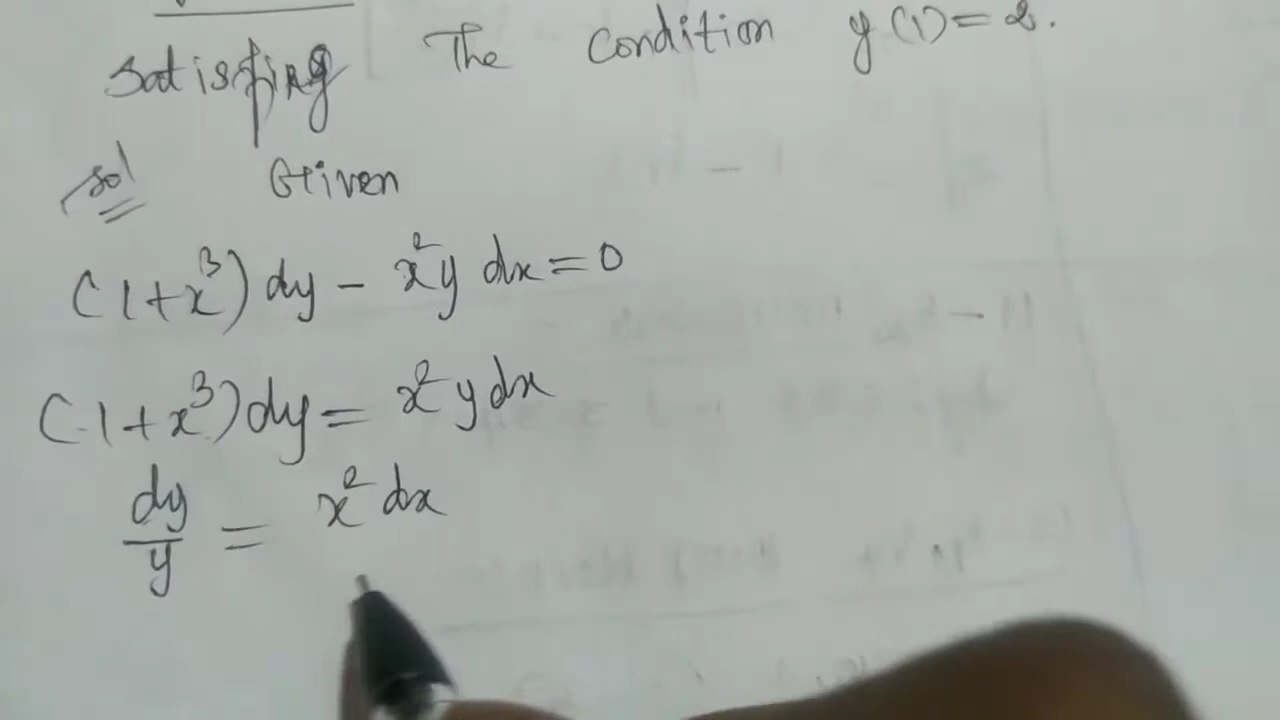 Satisfing The Condition y(1)=2.
Sol Given
(1+x³)dy - x²y dx=0
(1+x³)dy= x²y dx
dy/y = x² dx